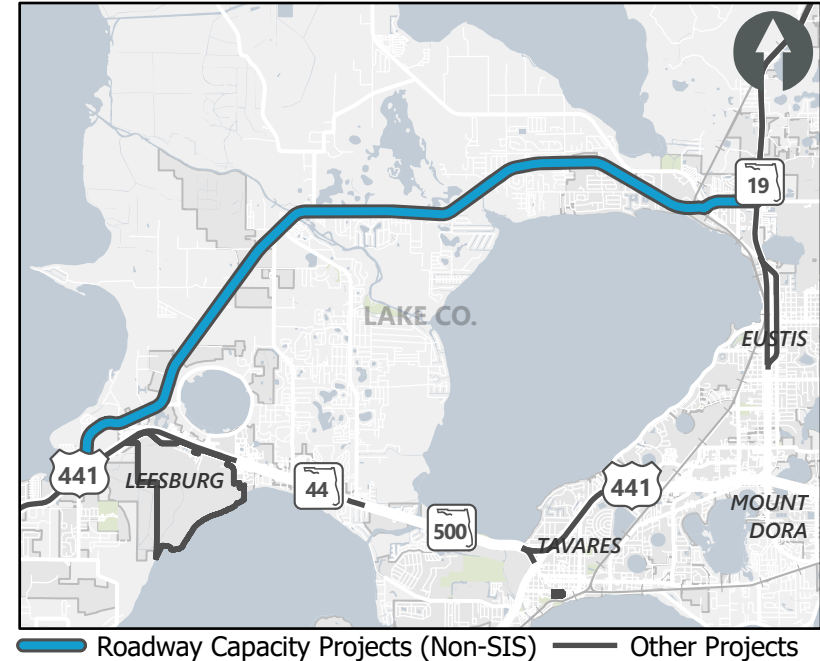 19
LAKE CO.
EUSTIS
441
LEESBURG
44
441
MOUNT
DORA
500
TAVARES
Roadway Capacity Projects (Non-SIS)
Other Projects